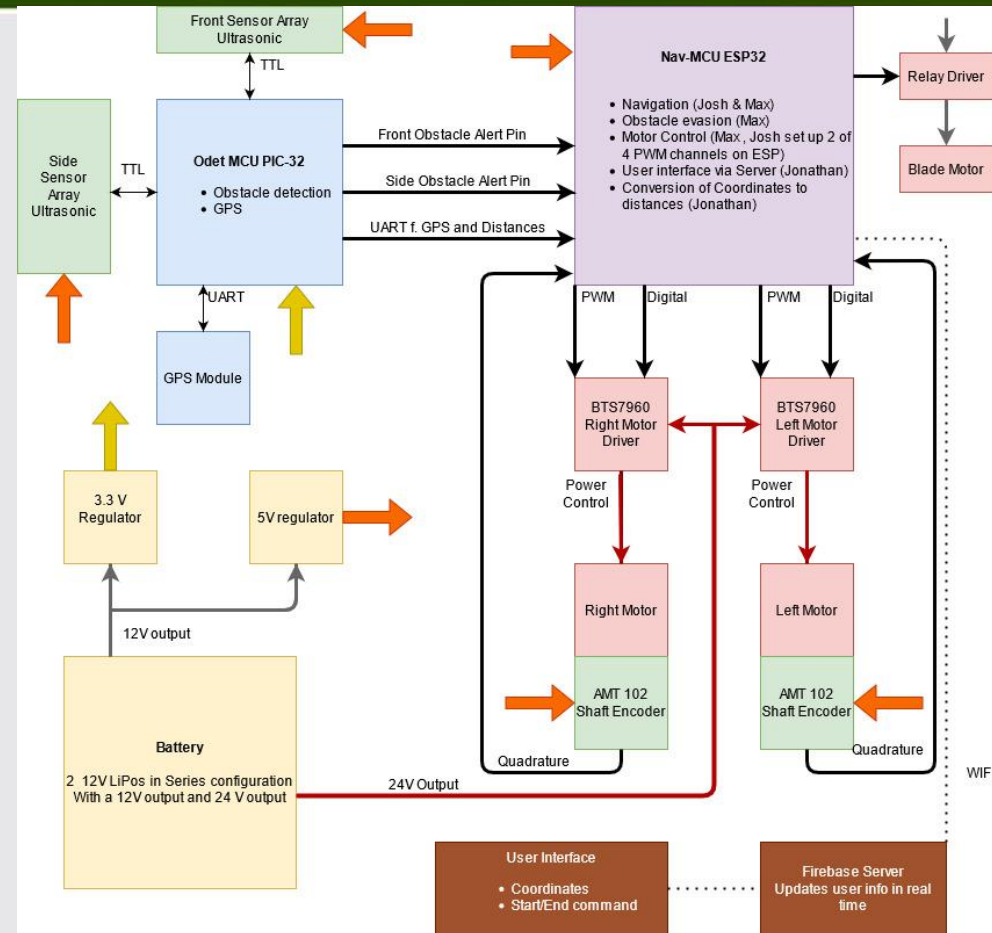 Front Sensor Array
Ultrasonic
TTL
Side
Sensor
Array
Ultrasonic
TTL
Odet MCU PIC-32
• Obstacle detection
• GPS
UART
GPS Module
Front Obstacle Alert Pin
Side Obstacle Alert Pin
UART f. GPS and Distances
Nav-MCU ESP32
• Navigation (Josh & Max)
• Obstacle evasion (Max)
• Motor Control (Max , Josh set up 2 of
4 PWM channels on ESP)
• User interface via Server (Jonathan)
• Conversion of Coordinates to
distances (Jonathan)
Relay Driver
Blade Motor
PWM
Digital
PWM
Digital
BTS7960
Right Motor
Driver
BTS7960
Left Motor
Driver
Power
Control
Power
Control
3.3 V
Regulator
5V regulator
12V output
Right Motor
Left Motor
AMT 102
Shaft Encoder
AMT 102
Shaft Encoder
Quadrature
Quadrature
Battery
2 12V LiPos in Series configuration
With a 12V output and 24 V output
24V Output
WIF
User Interface
• Coordinates
• Start/End command
Firebase Server
Updates user info in real
time